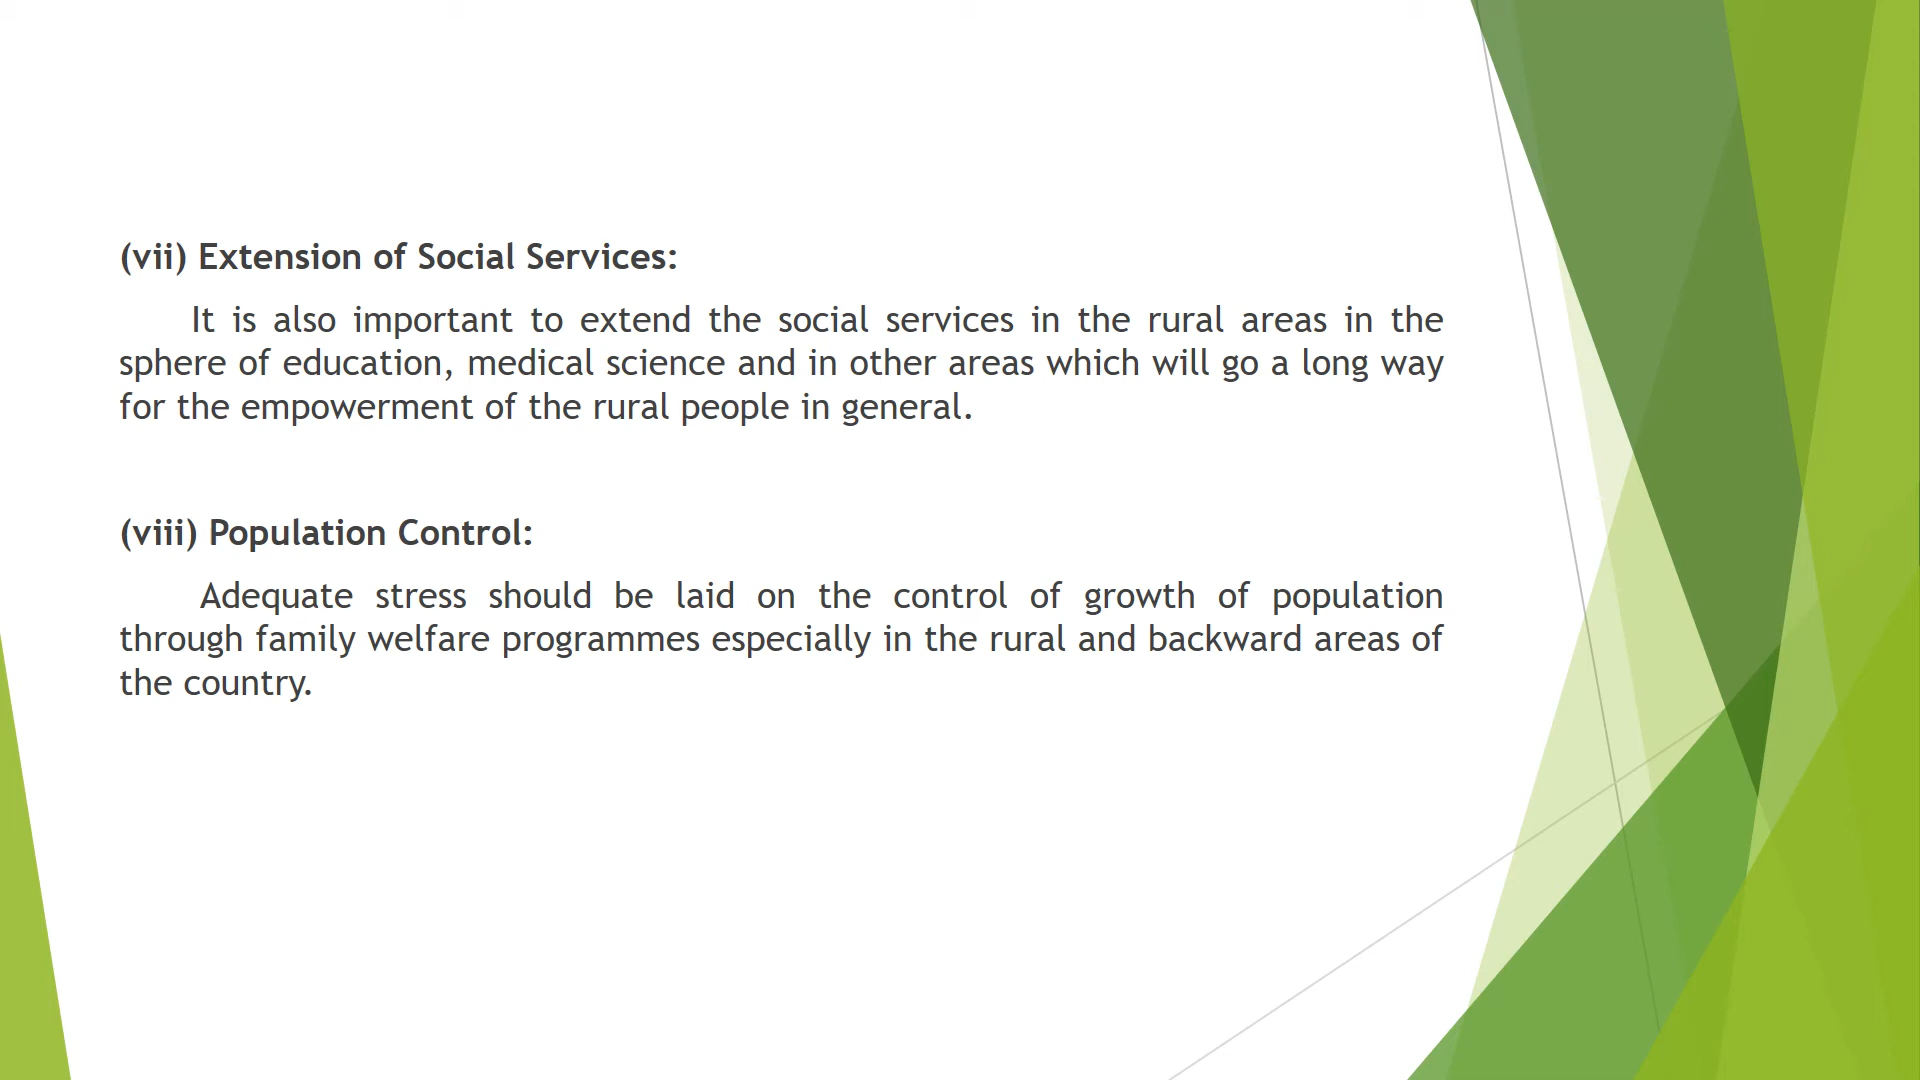 (vii) Extension of Social Services:
It is also important to extend the social services in the rural areas in the
sphere of education, medical science and in other areas which will go a long way
for the empowerment of the rural people in general.
(viii) Population Control:
Adequate stress should be laid on the control of growth of population
through family welfare programmes especially in the rural and backward areas of
the country.